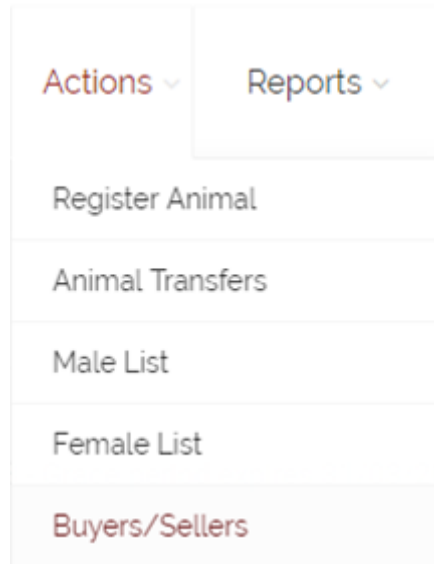 Actions Reports
Register Animal
Animal Transfers
Male List
Female List
Buyers/Sellers